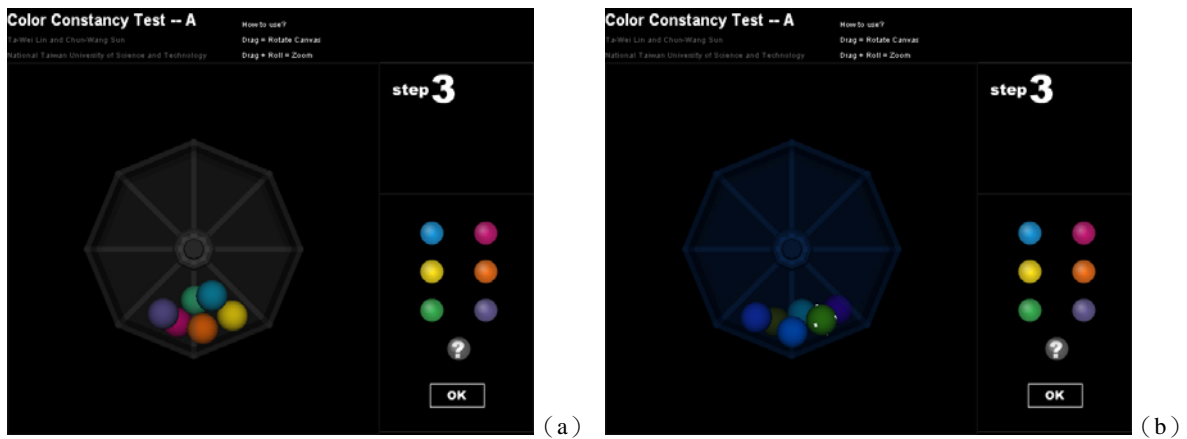 Color Constancy Test -- A
How to use?
Ta-Wei Lin and Chun-Wang Sun
Drag = Rotate Canvas
National Taiwan University of Science and Technology
Drag + Roll = Zoom
step 3
?
OK
(a)
Color Constancy Test -- A
How to use?
Ta-Wei Lin and Chun-Wang Sun
Drag = Rotate Canvas
National Taiwan University of Science and Technology
Drag + Roll = Zoom
step 3
?
OK
(b)